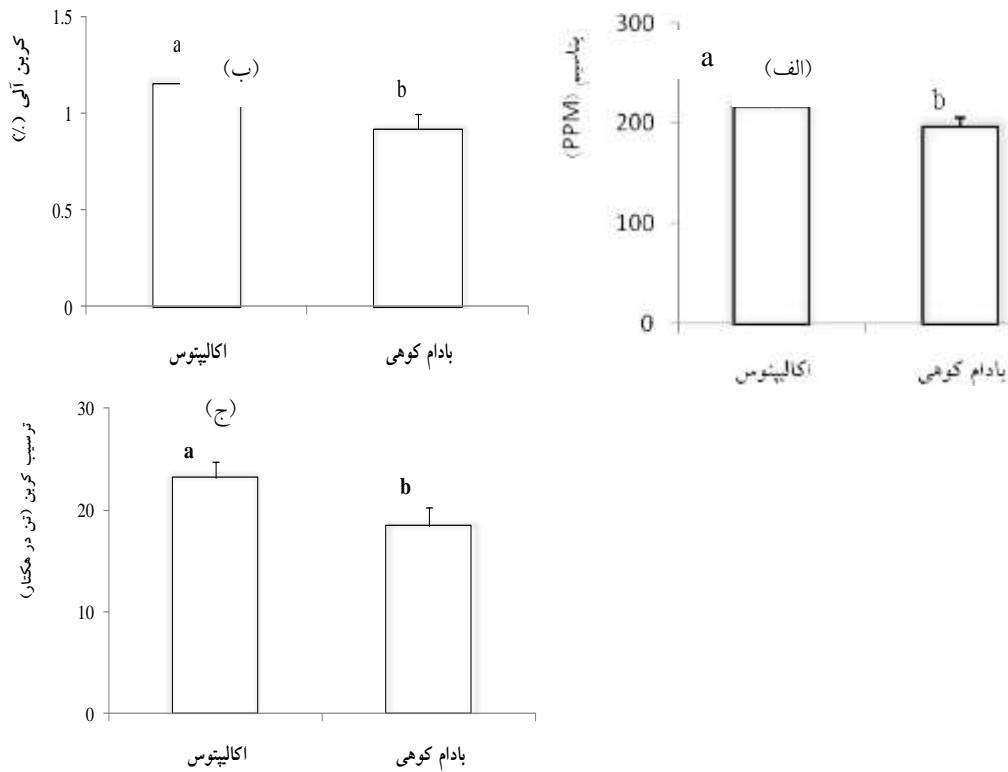 (الف)
پتاسیم (PPM)
300
200
100
0
a
b
اکالیپتوس
بادام کوهی
(ب)
کربن آلی (٪)
1.5
1
0.5
0
a
b
اکالیپتوس
بادام کوهی
(ج)
ترسیب کربن (تن در هکتار)
30
20
10
0
a
b
اکالیپتوس
بادام کوهی